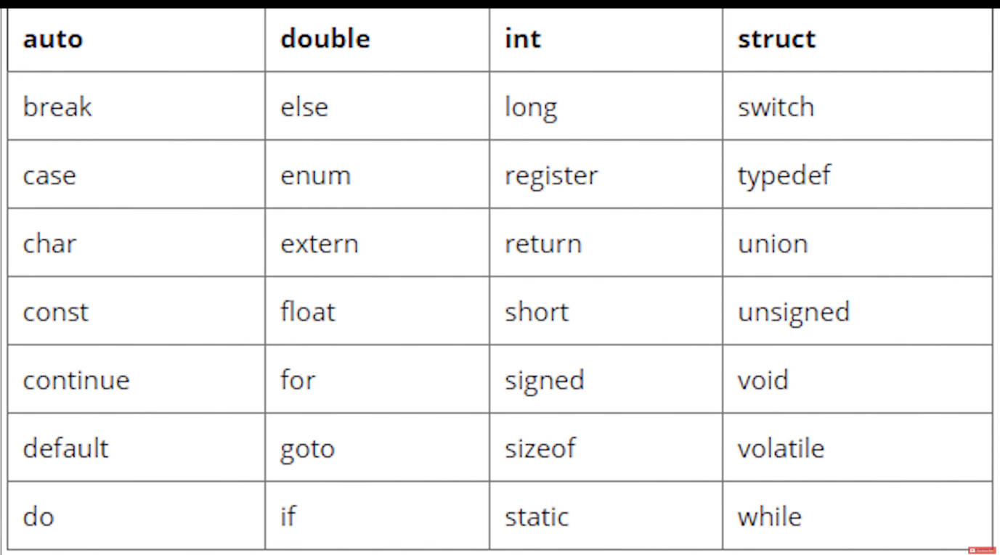 auto double int struct
break else long switch
case enum register typedef
char extern return union
const float short unsigned
continue for signed void
default goto sizeof volatile
do if static while